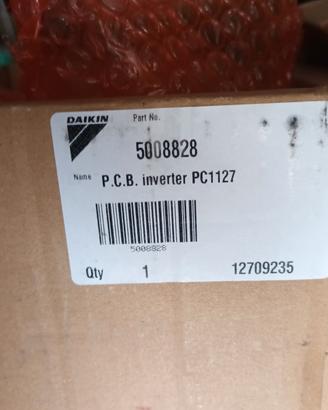 DAIKIN Part No.
5008828
Name P.C.B. inverter PC1127
5008828
Qty 1 12709235